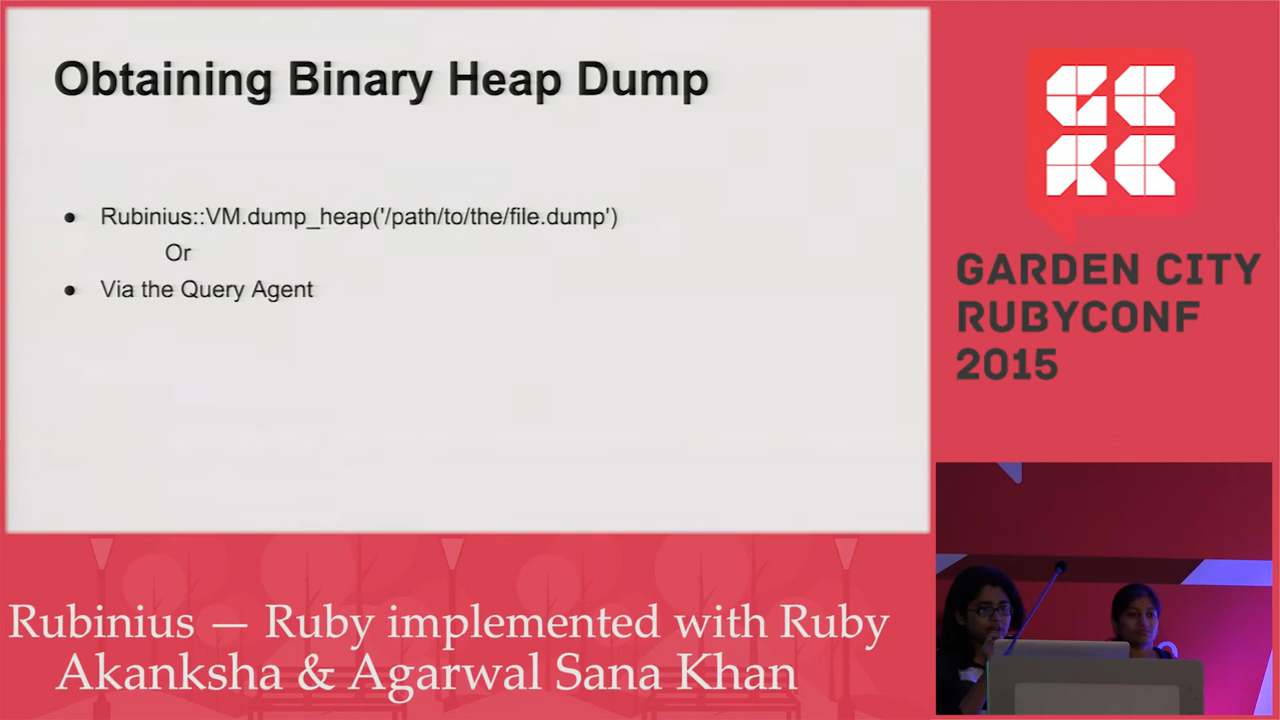 Obtaining Binary Heap Dump
● Rubinius::VM.dump_heap('/path/to/the/file.dump')
Or
● Via the Query Agent
GARDEN CITY
RUBYCONF
2015
Rubinius — Ruby implemented with Ruby
Akanksha & Agarwal Sana Khan